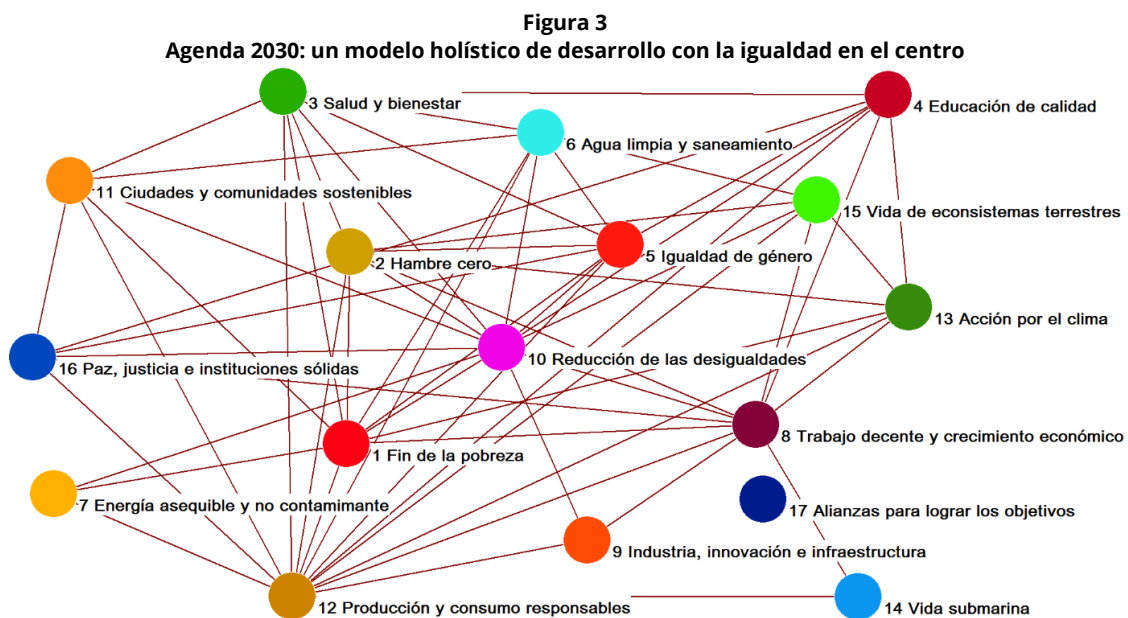 Figura 3
Agenda 2030: un modelo holístico de desarrollo con la igualdad en el centro
3 Salud y bienestar
4 Educación de calidad
6 Agua limpia y saneamiento
11 Ciudades y comunidades sostenibles
15 Vida de econsistemas terrestres
2 Hambre cero
5 Igualdad de género
13 Acción por el clima
10 Reducción de las desigualdades
16 Paz, justicia e instituciones sólidas
8 Trabajo decente y crecimiento económico
1 Fin de la pobreza
7 Energía asequible y no contamimante
17 Alianzas para lograr los objetivos
9 Industria, innovación e infraestructura
12 Producción y consumo responsables
14 Vida submarina